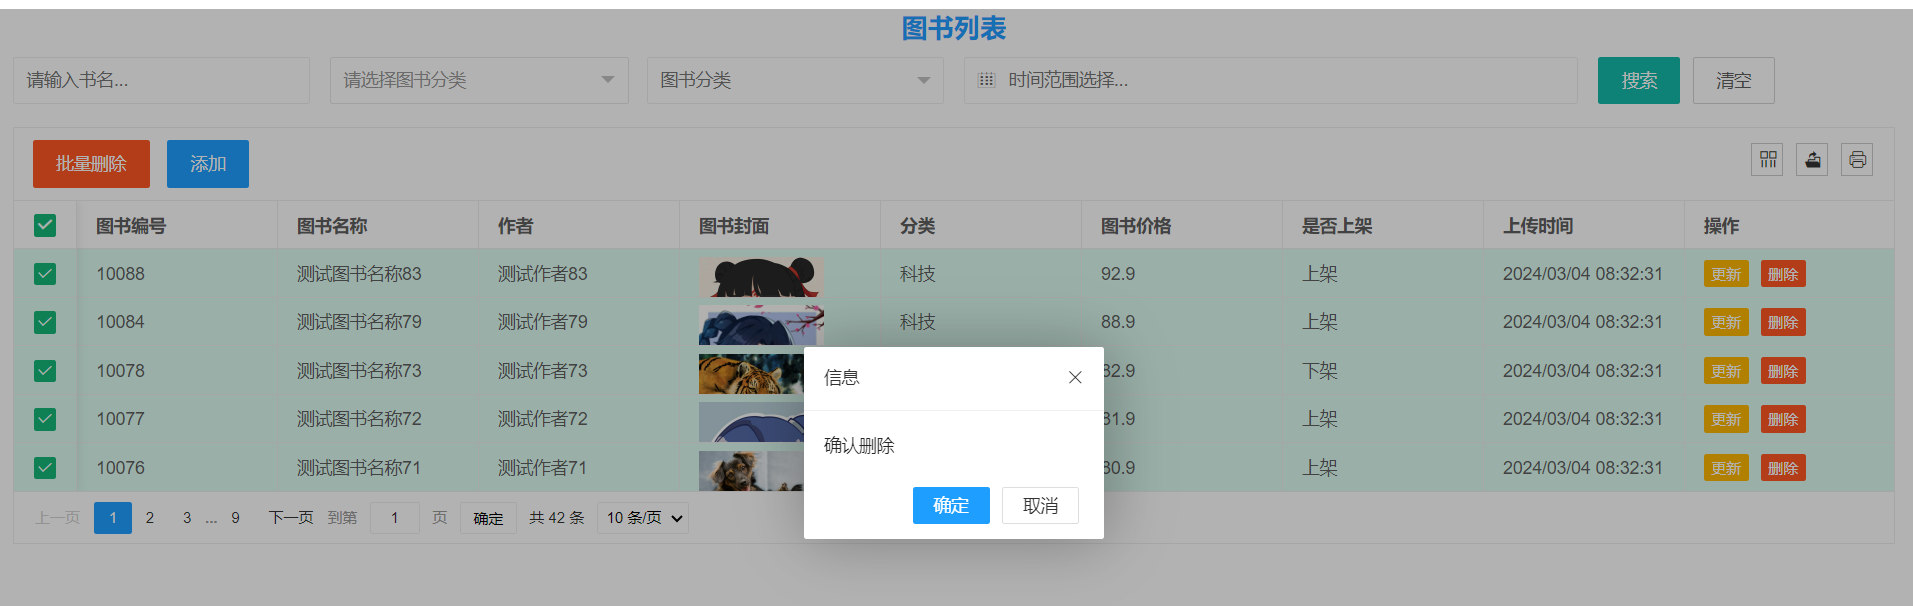 图书列表
请输入书名... 请选择图书分类 图书分类 时间范围选择... 搜索 清空
批量删除 添加
图书编号 图书名称 作者 图书封面 分类 图书价格 是否上架 上传时间 操作
10088 测试图书名称83 测试作者83 科技 92.9 上架 2024/03/04 08:32:31 更新 删除
10084 测试图书名称79 测试作者79 科技 88.9 上架 2024/03/04 08:32:31 更新 删除
10078 测试图书名称73 测试作者73 82.9 下架 2024/03/04 08:32:31 更新 删除
10077 测试图书名称72 测试作者72 81.9 上架 2024/03/04 08:32:31 更新 删除
10076 测试图书名称71 测试作者71 80.9 上架 2024/03/04 08:32:31 更新 删除
信息
确认删除
确定 取消
上一页 1 2 3 ... 9 下一页 到第 1 页 确定 共 42 条 10 条/页